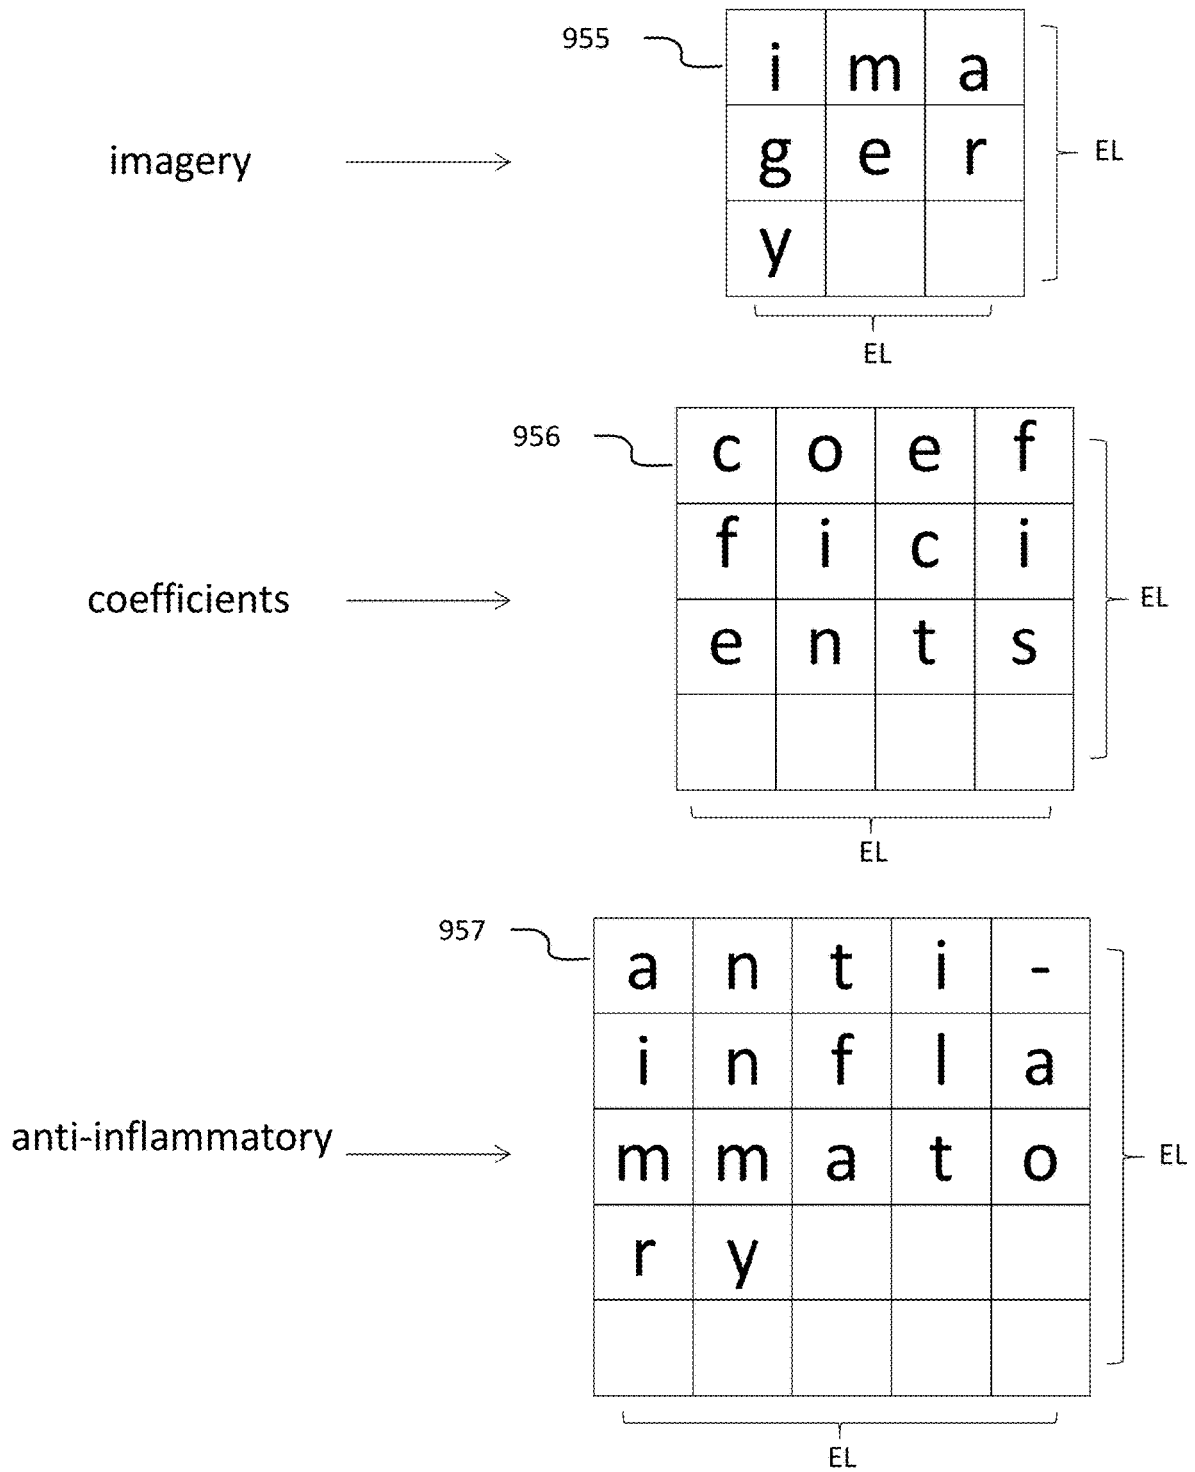 955
i m a
imagery
g e r
EL
y
EL
956
c o e f
f i c i
coefficients
EL
e n t s
EL
957
a n t i -
i n f l a
anti-inflammatory
m m a t o
EL
r y
EL